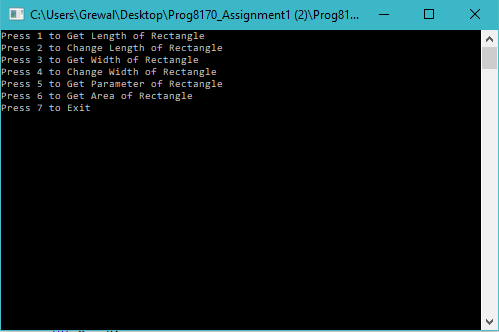 C:\Users\Grewal\Desktop\Prog8170_Assignment1 (2)\Prog81...
Press 1 to Get Length of Rectangle
Press 2 to Change Length of Rectangle
Press 3 to Get Width of Rectangle
Press 4 to Change Width of Rectangle
Press 5 to Get Parameter of Rectangle
Press 6 to Get Area of Rectangle
Press 7 to Exit